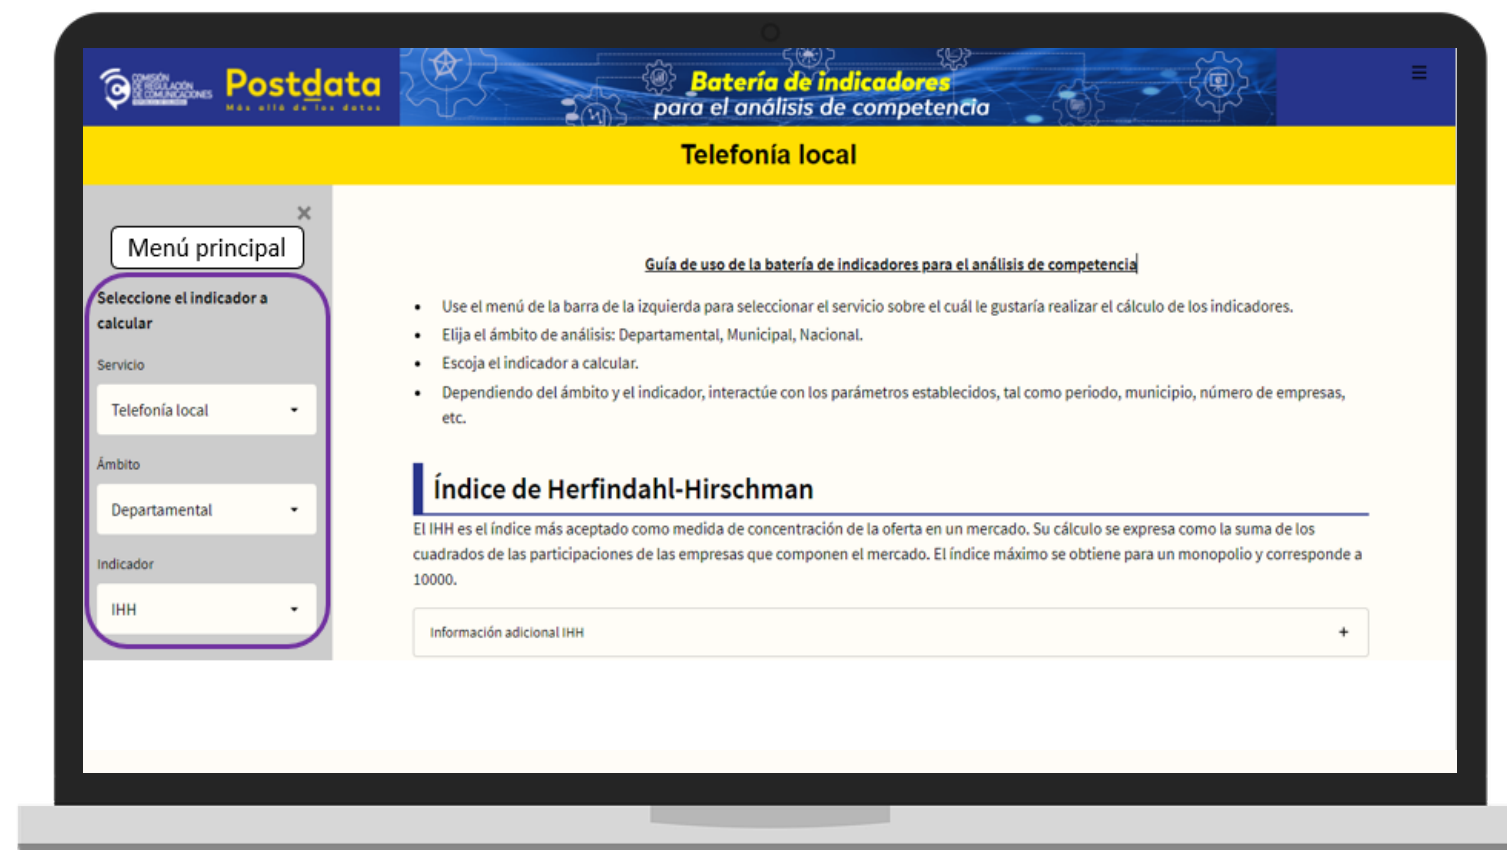 COMISIÓN
DE REGULACIÓN
DE COMUNICACIONES
Postdata
Más allá de los datos
Batería de indicadores
para el análisis de competencia
Telefonía local
Menú principal
Seleccione el indicador a
calcular
Servicio
Telefonía local
Ámbito
Departamental
Indicador
IHH
Guía de uso de la batería de indicadores para el análisis de competencia
• Use el menú de la barra de la izquierda para seleccionar el servicio sobre el cuál le gustaría realizar el cálculo de los indicadores.
• Elija el ámbito de análisis: Departamental, Municipal, Nacional.
• Escoja el indicador a calcular.
• Dependiendo del ámbito y el indicador, interactúe con los parámetros establecidos, tal como periodo, municipio, número de empresas,
etc.
Índice de Herfindahl-Hirschman
El IHH es el índice más aceptado como medida de concentración de la oferta en un mercado. Su cálculo se expresa como la suma de los
cuadrados de las participaciones de las empresas que componen el mercado. El índice máximo se obtiene para un monopolio y corresponde a
10000.
Información adicional IHH